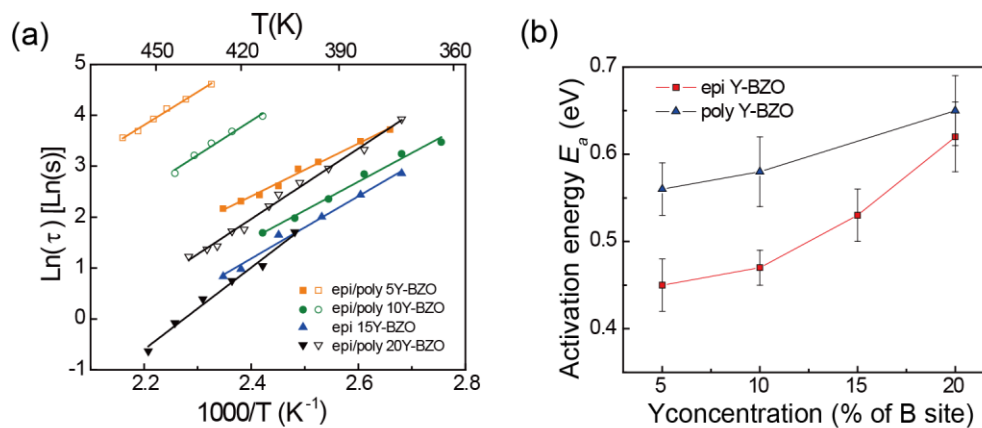 (a)
T(K)
450 420 390 360
5
4
3
2
1
0
-1
Ln(τ) [Ln(s)]
epi/poly 5Y-BZO
epi/poly 10Y-BZO
epi 15Y-BZO
epi/poly 20Y-BZO
2.2 2.4 2.6 2.8
1000/T (K⁻¹)
(b)
0.7
0.6
0.5
0.4
Activation energy Eₐ (eV)
epi Y-BZO
poly Y-BZO
5 10 15 20
Yconcentration (% of B site)